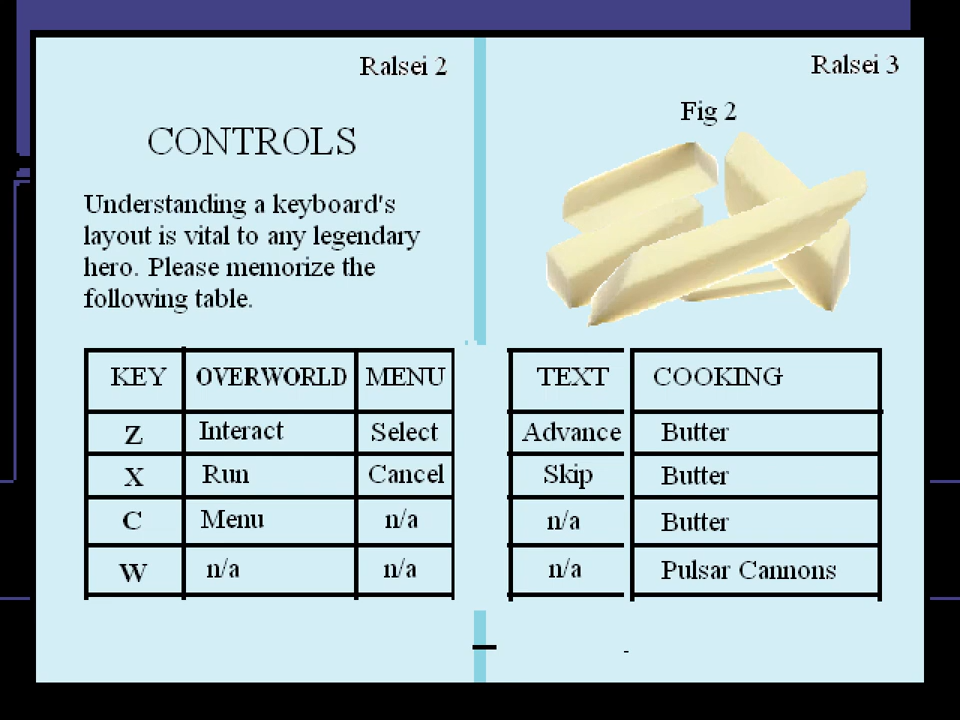 Ralsei 2
CONTROLS
Understanding a keyboard's
layout is vital to any legendary
hero. Please memorize the
following table.
Ralsei 3
Fig 2
KEY OVERWORLD MENU TEXT COOKING
Z Interact Select Advance Butter
X Run Cancel Skip Butter
C Menu n/a n/a Butter
W n/a n/a n/a Pulsar Cannons